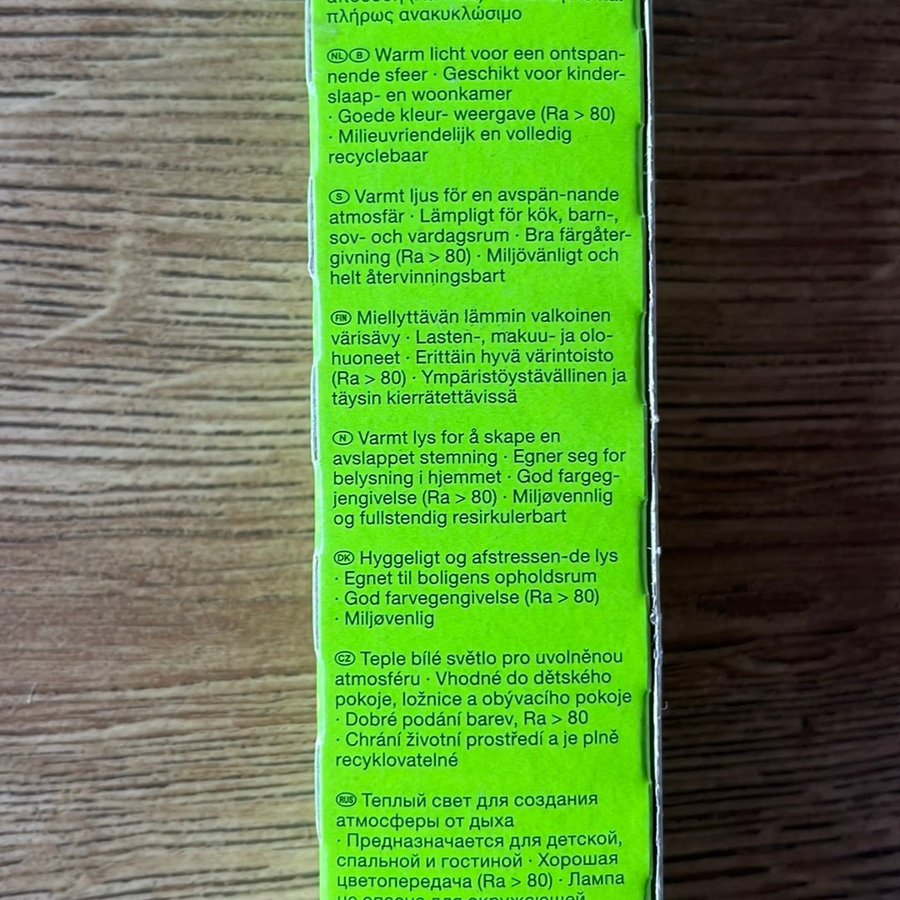 πλήρως ανακυκλώσιμο
NL B Warm licht voor een ontspan-
nende sfeer · Geschikt voor kinder-
slaap- en woonkamer
· Goede kleur- weergave (Ra > 80)
· Milieuvriendelijk en volledig
recyclebaar
S Varmt ljus för en avspän-nande
atmosfär · Lämpligt för kök, barn-,
sov- och vardagsrum · Bra färgåter-
givning (Ra > 80) · Miljövänligt och
helt återvinningsbart
FIN Miellyttävän lämmin valkoinen
värisävy · Lasten-, makuu- ja olo-
huoneet · Erittäin hyvä värintoisto
(Ra > 80) · Ympäristöystävällinen ja
täysin kierrätettävissä
N Varmt lys for å skape en
avslappet stemning · Egner seg for
belysning i hjemmet · God fargeg-
jengivelse (Ra > 80) · Miljøvennlig
og fullstendig resirkulerbart
DK Hyggeligt og afstressen-de lys
· Egnet til boligens opholdsrum
· God farvegengivelse (Ra > 80)
· Miljøvenlig
CZ Teple bílé světlo pro uvolněnou
atmosféru · Vhodné do dětského
pokoje, ložnice a obývacího pokoje
· Dobré podání barev, Ra > 80
· Chrání životní prostředí a je plně
recyklovatelné
RUS Теплый свет для создания
атмосферы от дыха
· Предназначается для детской,
спальной и гостиной · Хорошая
цветопередача (Ra > 80) · Лампа
не опасна для окружающей